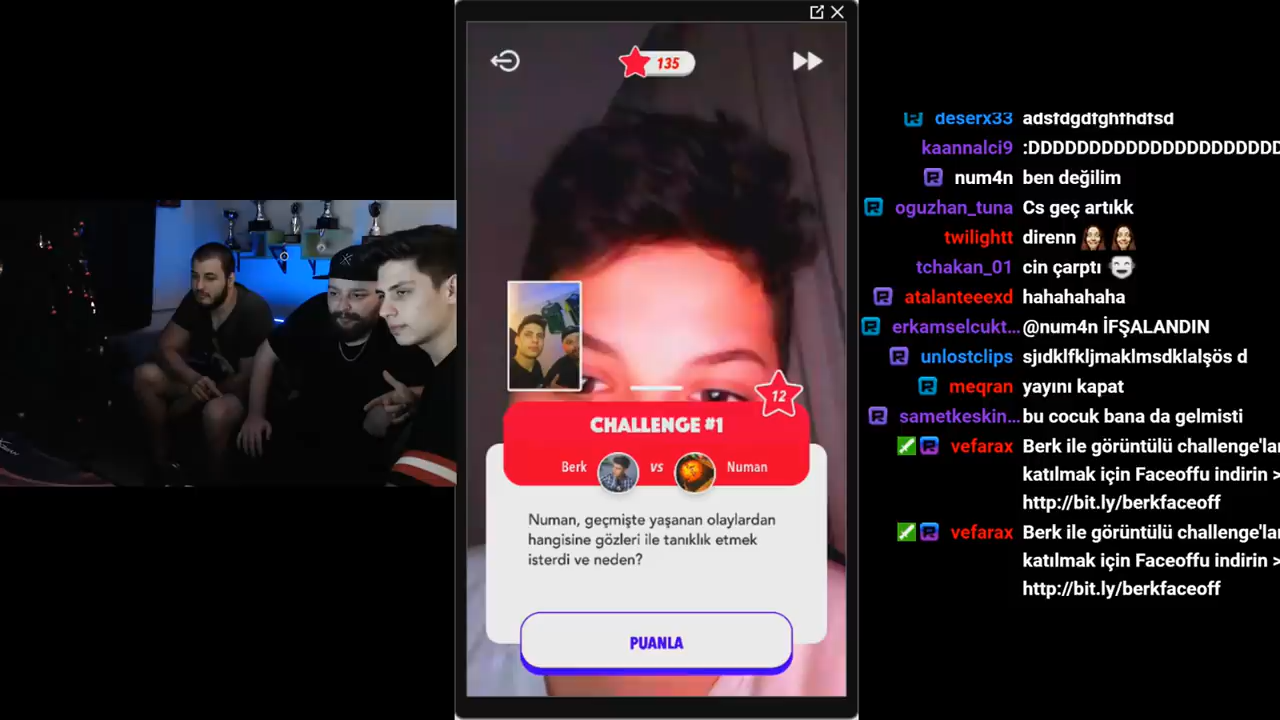 135
12
CHALLENGE #1
Berk vs Numan
Numan, geçmişte yaşanan olaylardan
hangisine gözleri ile tanıklık etmek
isterdi ve neden?
PUANLA
deserx33 adsfdgdfghfhdfsd
kaannalci9 :DDDDDDDDDDDDDDDDDDDDD
num4n ben değilim
oguzhan_tuna Cs geç artıkk
twilightt direnn
tchakan_01 cin çarptı
atalanteeexd hahahahaha
erkamselcukt... @num4n İFŞALANDIN
unlostclips sjıdklfkljmaklmsdklalşös d
meqran yayını kapat
sametkeskin... bu cocuk bana da gelmisti
vefarax Berk ile görüntülü challenge'lar
katılmak için Faceoffu indirin >
http://bit.ly/berkfaceoff
vefarax Berk ile görüntülü challenge'lar
katılmak için Faceoffu indirin >
http://bit.ly/berkfaceoff